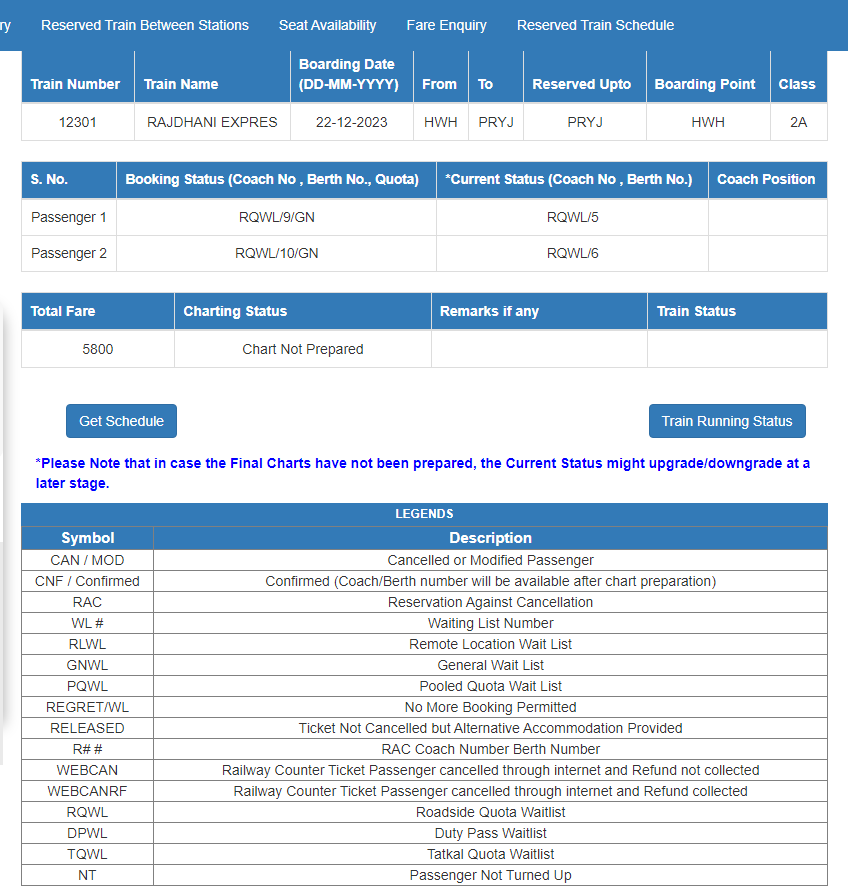 ry Reserved Train Between Stations Seat Availability Fare Enquiry Reserved Train Schedule
Train Number Train Name Boarding Date (DD-MM-YYYY) From To Reserved Upto Boarding Point Class
12301 RAJDHANI EXPRES 22-12-2023 HWH PRYJ PRYJ HWH 2A
S. No. Booking Status (Coach No , Berth No., Quota) *Current Status (Coach No , Berth No.) Coach Position
Passenger 1 RQWL/9/GN RQWL/5
Passenger 2 RQWL/10/GN RQWL/6
Total Fare Charting Status Remarks if any Train Status
5800 Chart Not Prepared
Get Schedule Train Running Status
*Please Note that in case the Final Charts have not been prepared, the Current Status might upgrade/downgrade at a
later stage.
LEGENDS
Symbol Description
CAN / MOD Cancelled or Modified Passenger
CNF / Confirmed Confirmed (Coach/Berth number will be available after chart preparation)
RAC Reservation Against Cancellation
WL # Waiting List Number
RLWL Remote Location Wait List
GNWL General Wait List
PQWL Pooled Quota Wait List
REGRET/WL No More Booking Permitted
RELEASED Ticket Not Cancelled but Alternative Accommodation Provided
R# # RAC Coach Number Berth Number
WEBCAN Railway Counter Ticket Passenger cancelled through internet and Refund not collected
WEBCANRF Railway Counter Ticket Passenger cancelled through internet and Refund collected
RQWL Roadside Quota Waitlist
DPWL Duty Pass Waitlist
TQWL Tatkal Quota Waitlist
NT Passenger Not Turned Up